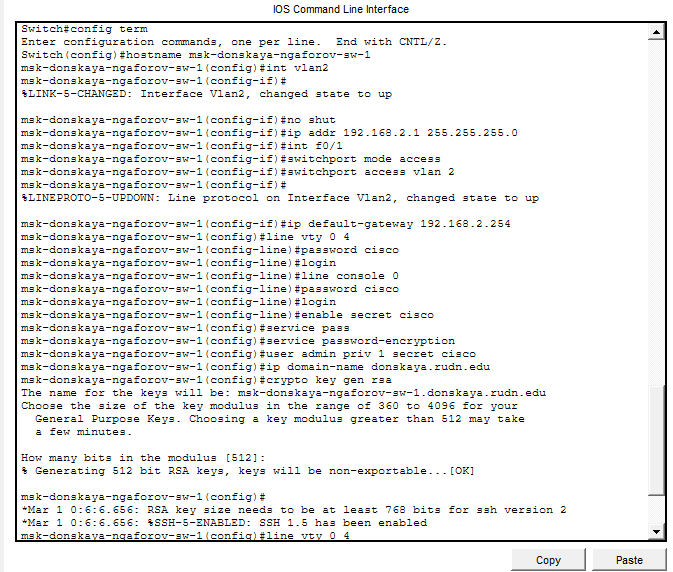 IOS Command Line Interface
Switch#config term
Enter configuration commands, one per line.  End with CNTL/Z.
Switch(config)#hostname msk-donskaya-ngaforov-sw-1
msk-donskaya-ngaforov-sw-1(config)#int vlan2
msk-donskaya-ngaforov-sw-1(config-if)#
%LINK-5-CHANGED: Interface Vlan2, changed state to up

msk-donskaya-ngaforov-sw-1(config-if)#no shut
msk-donskaya-ngaforov-sw-1(config-if)#ip addr 192.168.2.1 255.255.255.0
msk-donskaya-ngaforov-sw-1(config-if)#int f0/1
msk-donskaya-ngaforov-sw-1(config-if)#switchport mode access
msk-donskaya-ngaforov-sw-1(config-if)#switchport access vlan 2
msk-donskaya-ngaforov-sw-1(config-if)#
%LINEPROTO-5-UPDOWN: Line protocol on Interface Vlan2, changed state to up

msk-donskaya-ngaforov-sw-1(config-if)#ip default-gateway 192.168.2.254
msk-donskaya-ngaforov-sw-1(config)#line vty 0 4
msk-donskaya-ngaforov-sw-1(config-line)#password cisco
msk-donskaya-ngaforov-sw-1(config-line)#login
msk-donskaya-ngaforov-sw-1(config-line)#line console 0
msk-donskaya-ngaforov-sw-1(config-line)#password cisco
msk-donskaya-ngaforov-sw-1(config-line)#login
msk-donskaya-ngaforov-sw-1(config-line)#enable secret cisco
msk-donskaya-ngaforov-sw-1(config)#service pass
msk-donskaya-ngaforov-sw-1(config)#service password-encryption
msk-donskaya-ngaforov-sw-1(config)#user admin priv 1 secret cisco
msk-donskaya-ngaforov-sw-1(config)#ip domain-name donskaya.rudn.edu
msk-donskaya-ngaforov-sw-1(config)#crypto key gen rsa
The name for the keys will be: msk-donskaya-ngaforov-sw-1.donskaya.rudn.edu
Choose the size of the key modulus in the range of 360 to 4096 for your
  General Purpose Keys. Choosing a key modulus greater than 512 may take
  a few minutes.

How many bits in the modulus [512]:
% Generating 512 bit RSA keys, keys will be non-exportable...[OK]

msk-donskaya-ngaforov-sw-1(config)#
*Mar 1 0:6:6.656: RSA key size needs to be at least 768 bits for ssh version 2
*Mar 1 0:6:6.656: %SSH-5-ENABLED: SSH 1.5 has been enabled
msk-donskaya-ngaforov-sw-1(config)#line vty 0 4
Copy
Paste